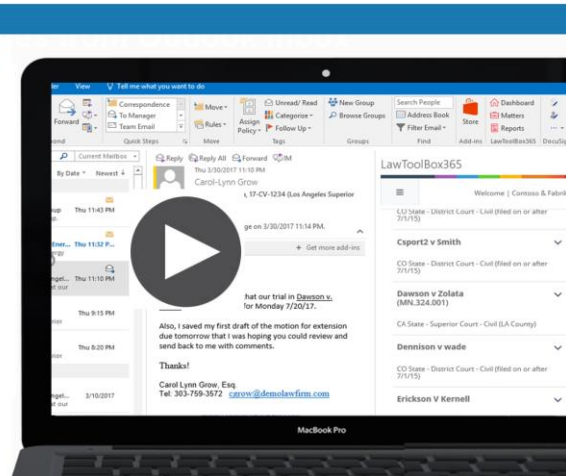 View Tell me what you want to do
Forward
Correspondence
To Manager
Team Email
Quick Steps
Move
Rules
Move
Assign
Policy
Unread/ Read
Categorize
Follow Up
Tags
New Group
Browse Groups
Groups
Search People
Address Book
Filter Email
Find
Store
Add-ins
Dashboard
Matters
Reports
LawToolBox365
DocuSig
Current Mailbox
By Date Newest
Thu 11:43 PM
Thu 11:52 P...
Thu 11:10 PM
Thu 9:15 PM
Thu 8:20 PM
3/10/2017
Reply Reply All Forward IM
Thu 3/30/2017 11:10 PM
Carol-Lynn Grow
, 17-CV-1234 (Los Angeles Superior
ge on 3/30/2017 11:14 PM.
+ Get more add-ins
hat our trial in Dawson v.
for Monday 7/20/17.
Also, I saved my first draft of the motion for extension
due tomorrow that I was hoping you could review and
send back to me with comments.
Thanks!
Carol Lynn Grow, Esq.
Tel: 303-759-3572 cgrow@demolawfirm.com
LawToolBox365
Welcome | Contoso & Fabrik
CO State - District Court - Civil (filed on or after
7/1/15)
Csport2 v Smith
CO State - District Court - Civil (filed on or after
7/1/15)
Dawson v Zolata
(MN.324.001)
CA State - Superior Court - Civil (LA County)
Dennison v wade
CO State - District Court - Civil (filed on or after
7/1/15)
Erickson V Kernell
MacBook Pro